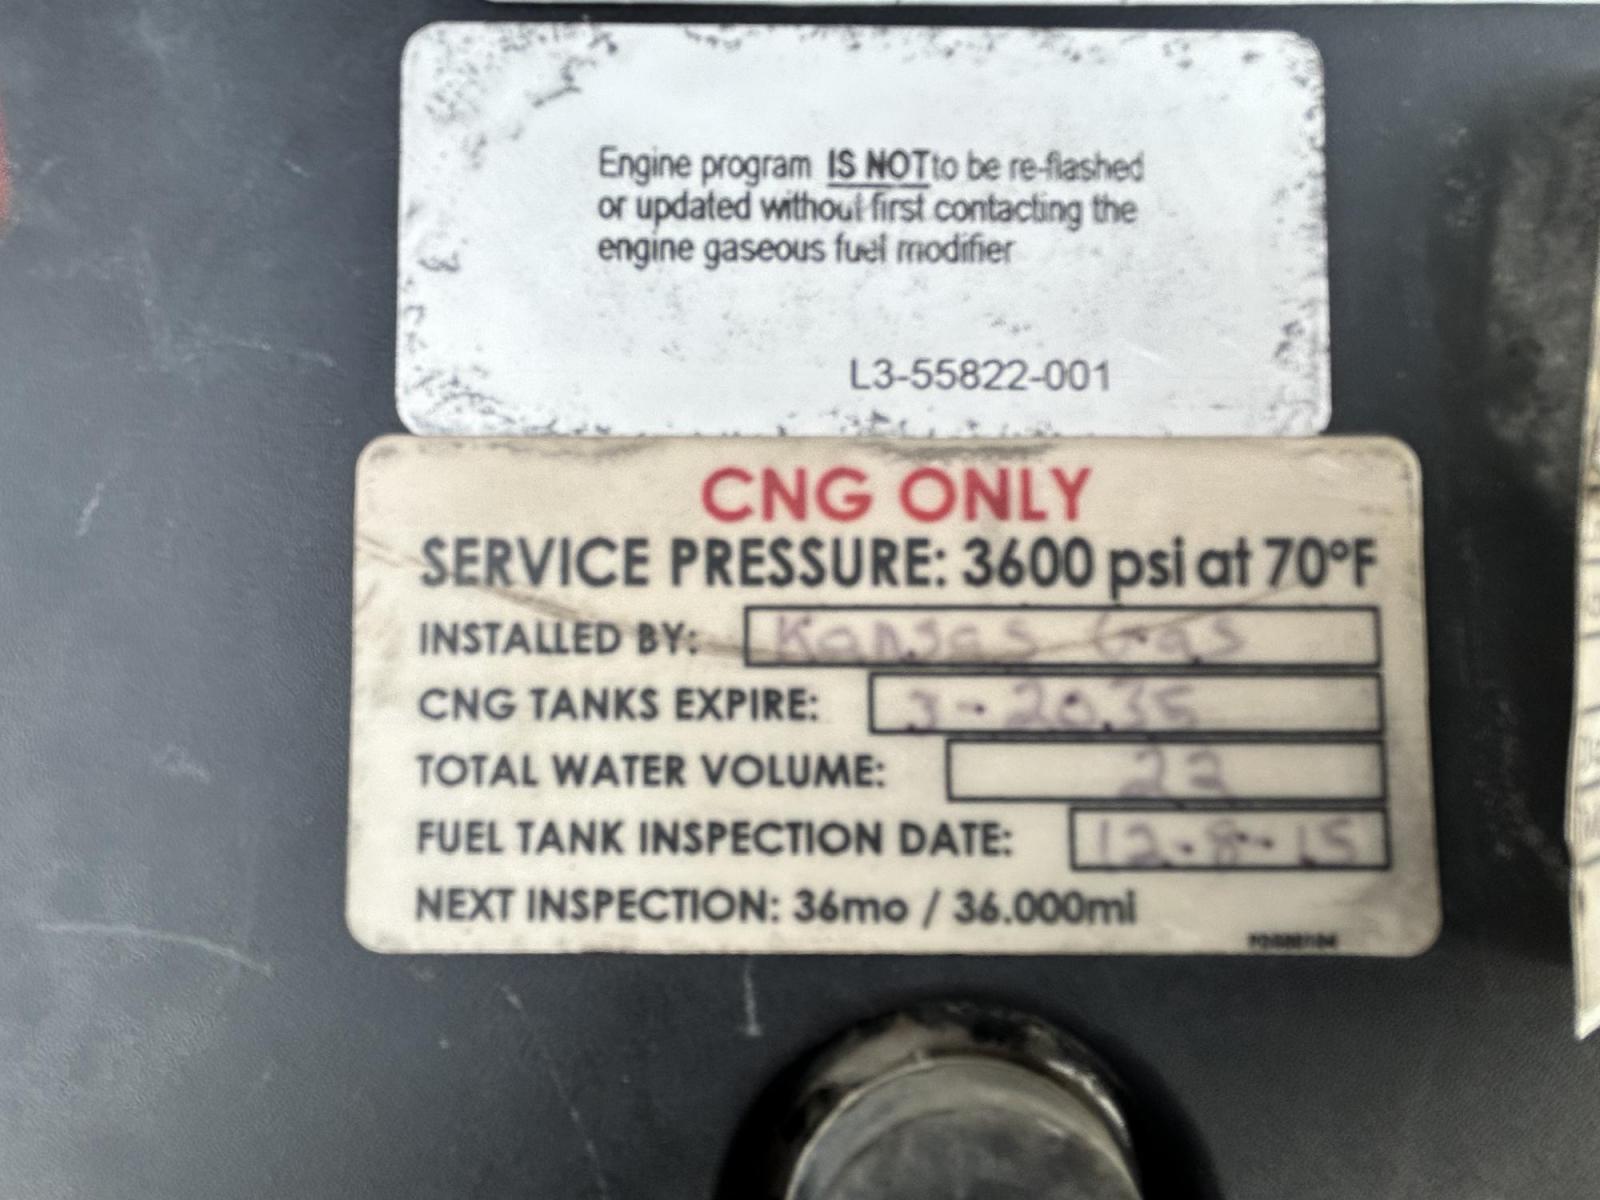 Engine program IS NOT to be re-flashed
or updated without first contacting the
engine gaseous fuel modifier
L3-55822-001
CNG ONLY
SERVICE PRESSURE: 3600 psi at 70°F
INSTALLED BY: Kansas Gas
CNG TANKS EXPIRE: 3-2035
TOTAL WATER VOLUME: 22
FUEL TANK INSPECTION DATE: 12-8-15
NEXT INSPECTION: 36mo / 36.000mi